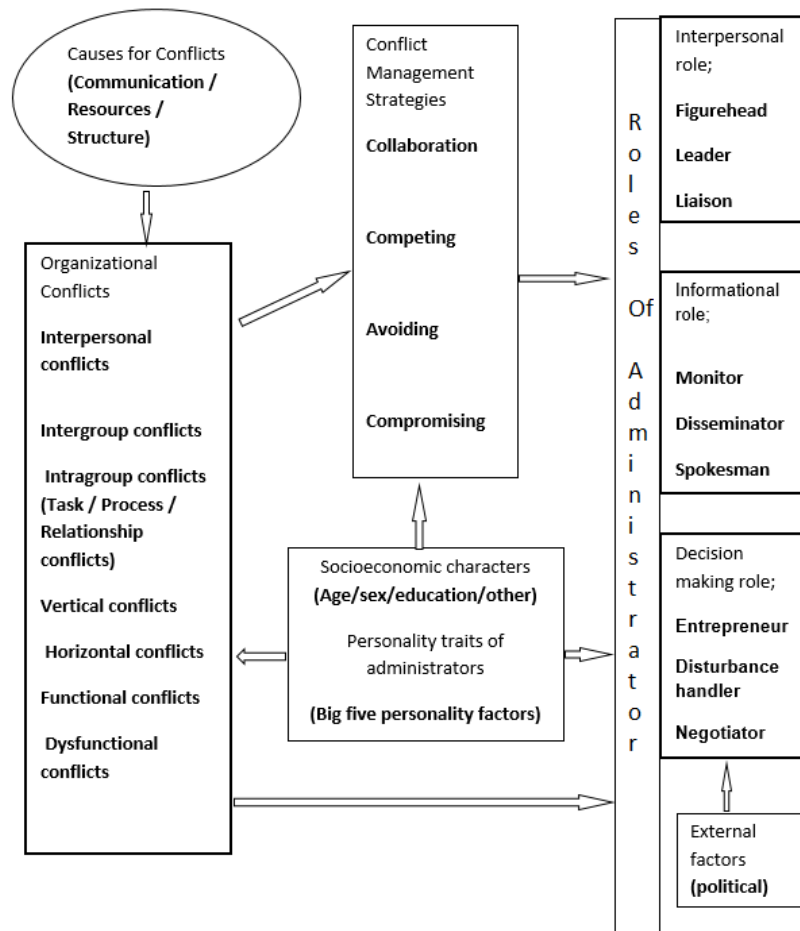 Causes for Conflicts
(Communication /
Resources /
Structure)
Organizational
Conflicts
Interpersonal
conflicts
Intergroup conflicts
Intragroup conflicts
(Task / Process /
Relationship
conflicts)
Vertical conflicts
Horizontal conflicts
Functional conflicts
Dysfunctional
conflicts
Conflict
Management
Strategies
Collaboration
Competing
Avoiding
Compromising
Socioeconomic characters
(Age/sex/education/other)
Personality traits of
administrators
(Big five personality factors)
Roles Of Administrator
Interpersonal
role;
Figurehead
Leader
Liaison
Informational
role;
Monitor
Disseminator
Spokesman
Decision
making role;
Entrepreneur
Disturbance
handler
Negotiator
External
factors
(political)